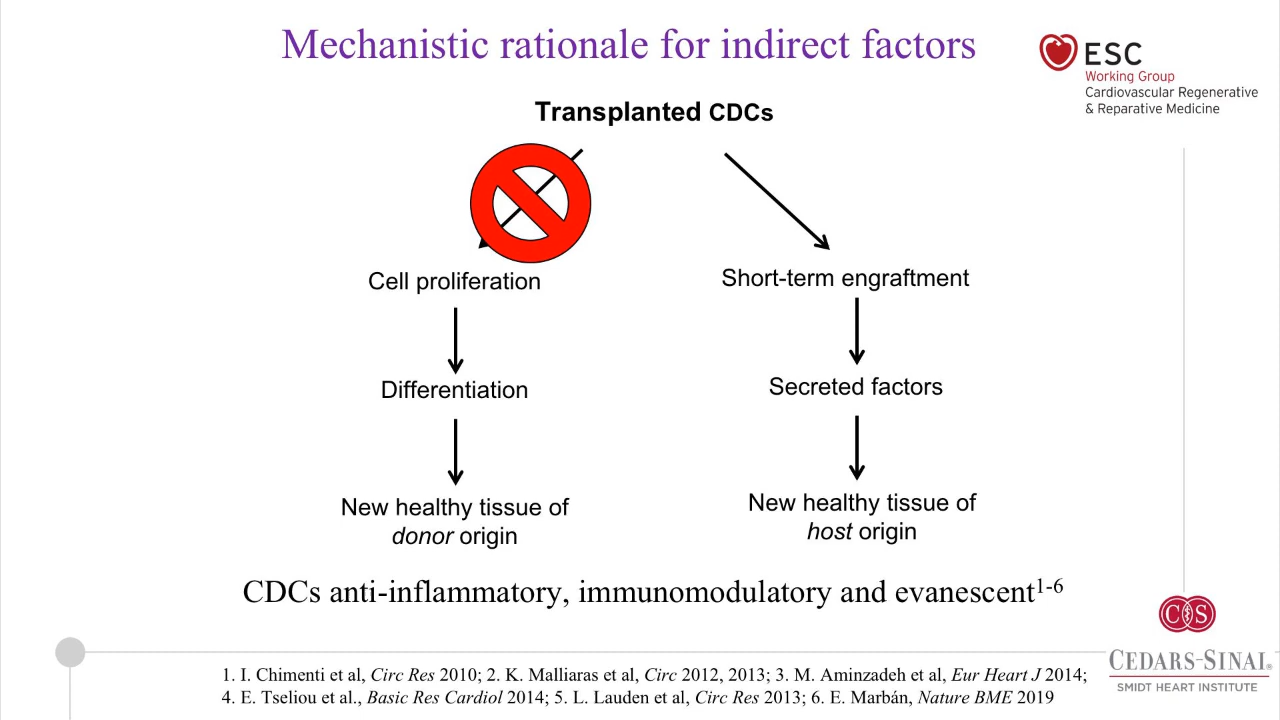 Mechanistic rationale for indirect factors
ESC
Working Group
Cardiovascular Regenerative
& Reparative Medicine
Transplanted CDCs
Cell proliferation
Short-term engraftment
Differentiation
Secreted factors
New healthy tissue of
donor origin
New healthy tissue of
host origin
CDCs anti-inflammatory, immunomodulatory and evanescent1-6
CS
CEDARS-SINAI®
SMIDT HEART INSTITUTE
1. I. Chimenti et al, Circ Res 2010; 2. K. Malliaras et al, Circ 2012, 2013; 3. M. Aminzadeh et al, Eur Heart J 2014;
4. E. Tseliou et al., Basic Res Cardiol 2014; 5. L. Lauden et al, Circ Res 2013; 6. E. Marbán, Nature BME 2019